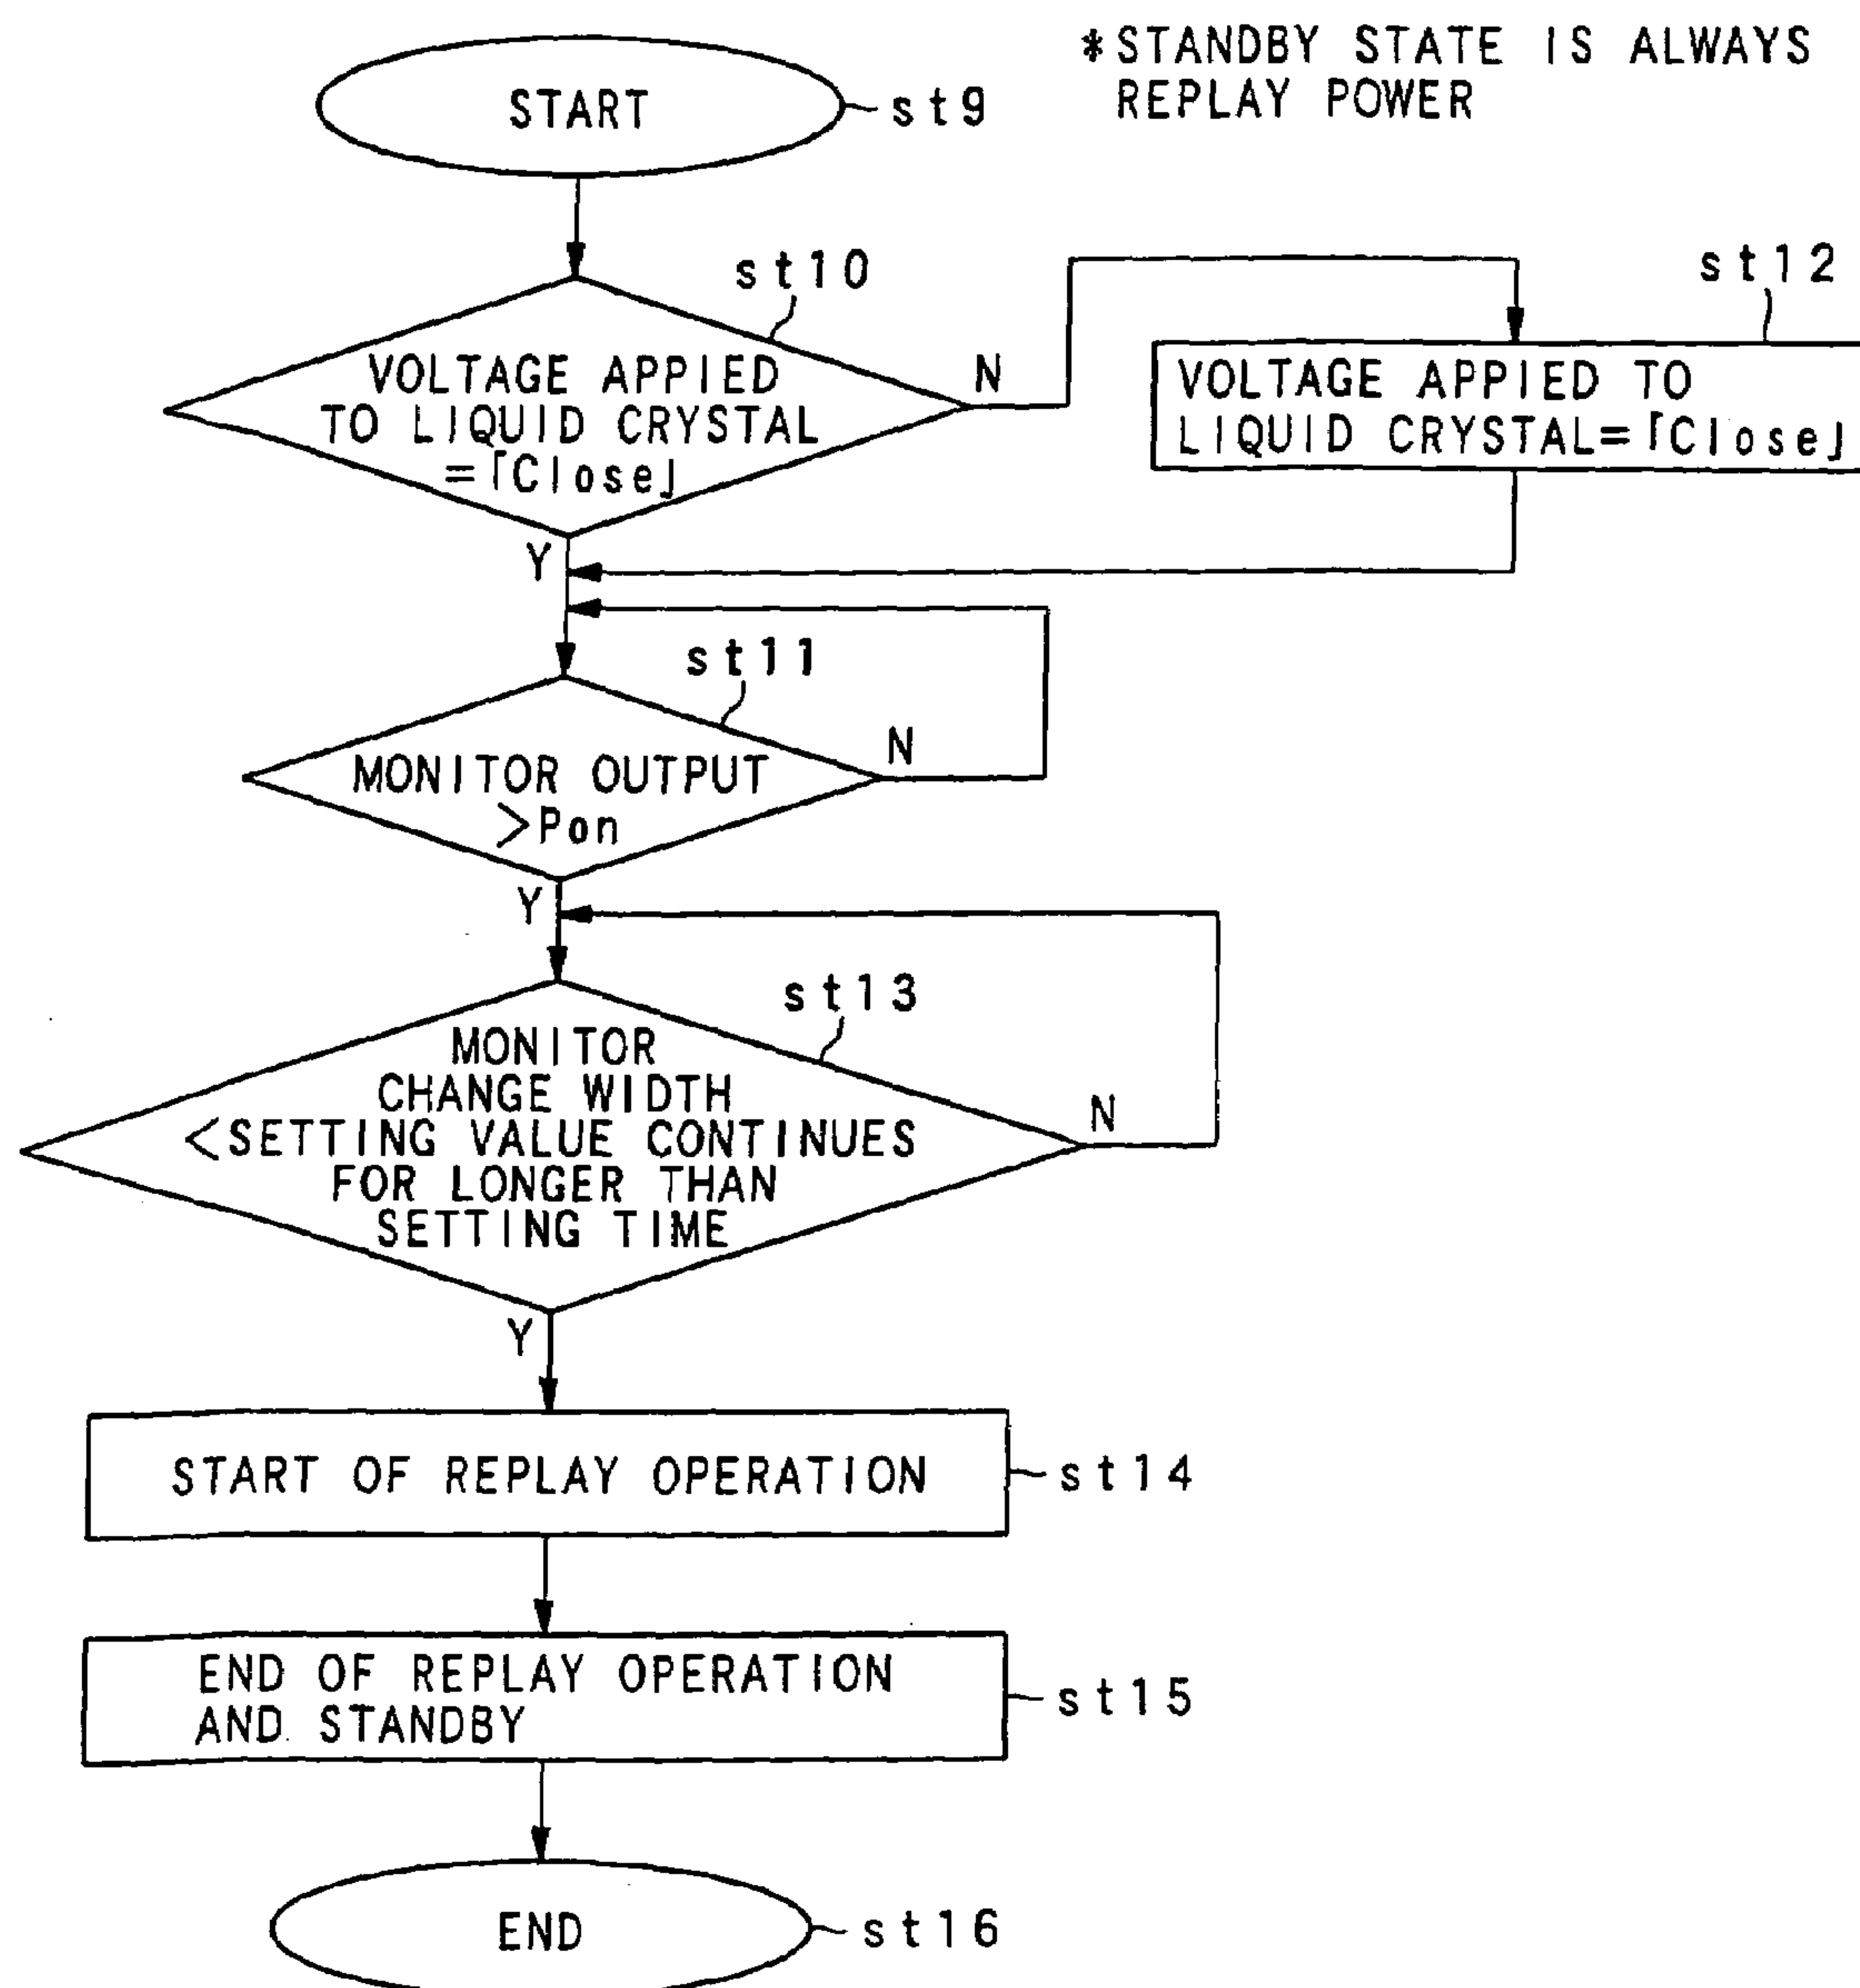 *STANDBY STATE IS ALWAYS
REPLAY POWER
START
st9
st10
VOLTAGE APPIED
TO LIQUID CRYSTAL
=「Close」
N
Y
st12
VOLTAGE APPIED TO
LIQUID CRYSTAL=「Close」
st11
MONITOR OUTPUT
>Pon
N
Y
st13
MONITOR
CHANGE WIDTH
<SETTING VALUE CONTINUES
FOR LONGER THAN
SETTING TIME
N
Y
START OF REPLAY OPERATION
st14
END OF REPLAY OPERATION
AND STANDBY
st15
END
st16